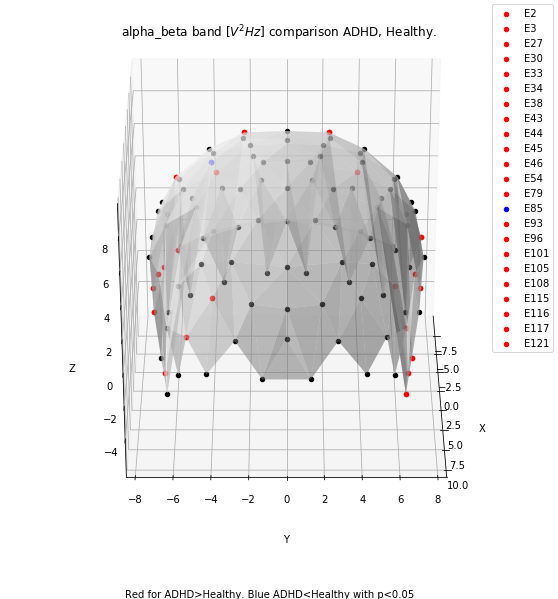 alpha_beta band [V²Hz] comparison ADHD, Healthy.
E2
E3
E27
E30
E33
E34
E38
E43
E44
E45
E46
E54
E79
E85
E93
E96
E101
E105
E108
E115
E116
E117
E121
8
6
4
2
0
−2
−4
Z
−7.5
−5.0
−2.5
0.0
2.5
5.0
7.5
10.0
X
−8 −6 −4 −2 0 2 4 6 8
Y
Red for ADHD>Healthy. Blue ADHD<Healthy with p<0.05